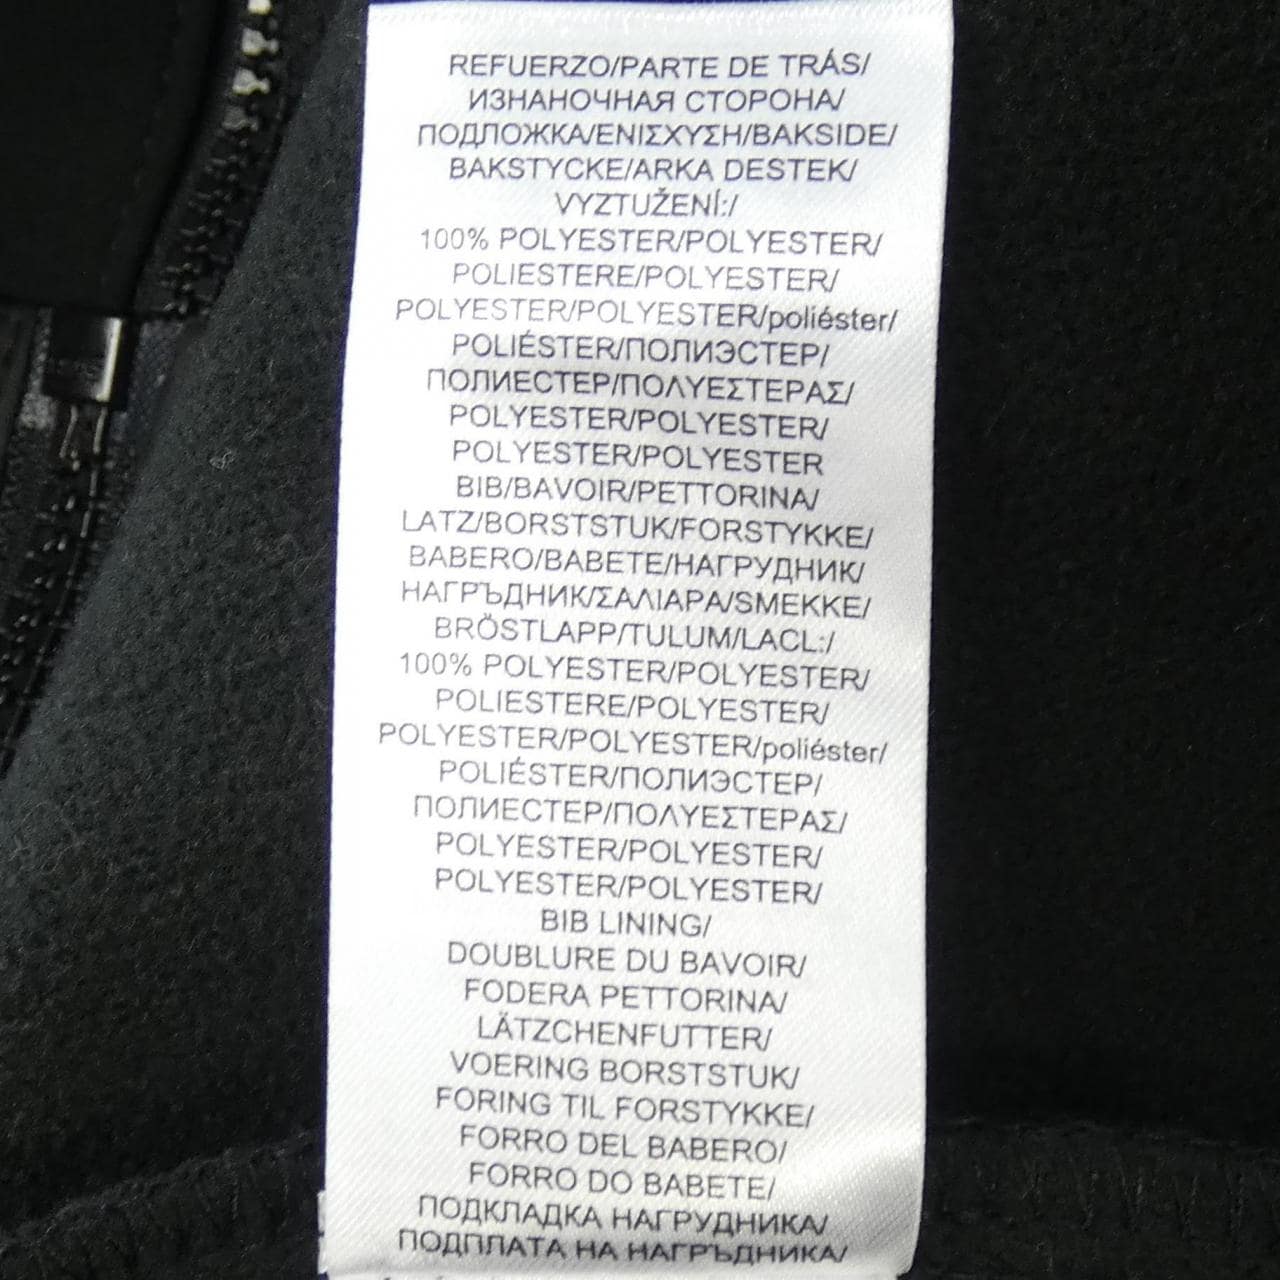 REFUERZO/PARTE DE TRÁS/
ИЗНАНОЧНАЯ СТОРОНА/
ПОДЛОЖКА/ΕΝΙΣΧΥΣΗ/BAKSIDE/
BAKSTYCKE/ARKA DESTEK/
VYZTUŽENÍ:/
100% POLYESTER/POLYESTER/
POLIESTERE/POLYESTER/
POLYESTER/POLYESTER/poliéster/
POLIÉSTER/ПОЛИЭСТЕР/
ПОЛИЕСТЕР/ΠΟΛΥΕΣΤΕΡΑΣ/
POLYESTER/POLYESTER/
POLYESTER/POLYESTER
BIB/BAVOIR/PETTORINA/
LATZ/BORSTSTUK/FORSTYKKE/
BABERO/BABETE/НАГРУДНИК/
НАГРЪДНИК/ΣΑΛΙΑΡΑ/SMEKKE/
BRÖSTLAPP/TULUM/LACL:/
100% POLYESTER/POLYESTER/
POLIESTERE/POLYESTER/
POLYESTER/POLYESTER/poliéster/
POLIÉSTER/ПОЛИЭСТЕР/
ПОЛИЕСТЕР/ΠΟΛΥΕΣΤΕΡΑΣ/
POLYESTER/POLYESTER/
POLYESTER/POLYESTER/
BIB LINING/
DOUBLURE DU BAVOIR/
FODERA PETTORINA/
LÄTZCHENFUTTER/
VOERING BORSTSTUK/
FORING TIL FORSTYKKE/
FORRO DEL BABERO/
FORRO DO BABETE/
ПОДКЛАДКА НАГРУДНИКА/
ПОДПЛАТА НА НАГРЪДНИКА/